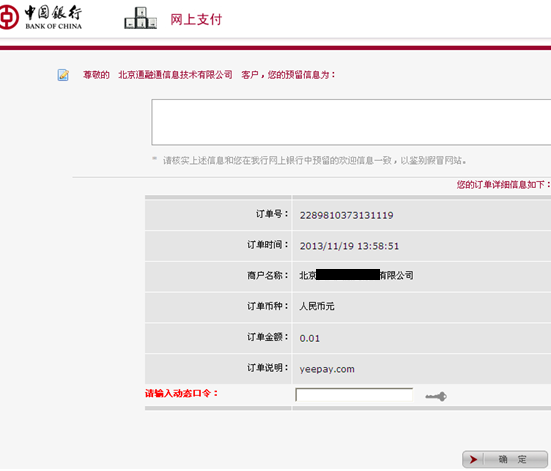 中国银行
BANK OF CHINA
网上支付
尊敬的 北京通融通信息技术有限公司 客户，您的预留信息为：
* 请核实上述信息和您在我行网上银行中预留的欢迎信息一致，以鉴别假冒网站。
您的订单详细信息如下：
订单号： 2289810373131119
订单时间： 2013/11/19 13:58:51
商户名称： 北京 有限公司
订单币种： 人民币元
订单金额： 0.01
订单说明： yeepay.com
请输入动态口令：
确 定